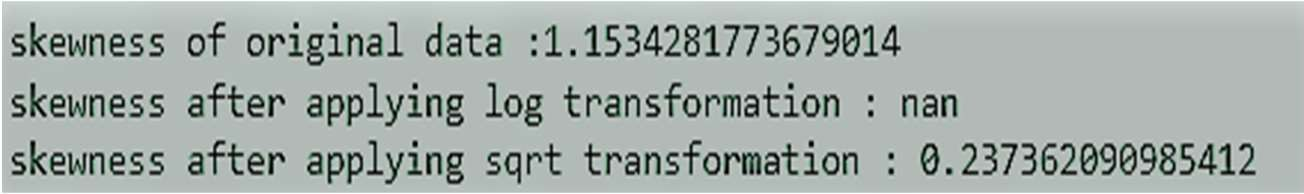 skewness of original data :1.1534281773679014
skewness after applying log transformation : nan
skewness after applying sqrt transformation : 0.237362090985412